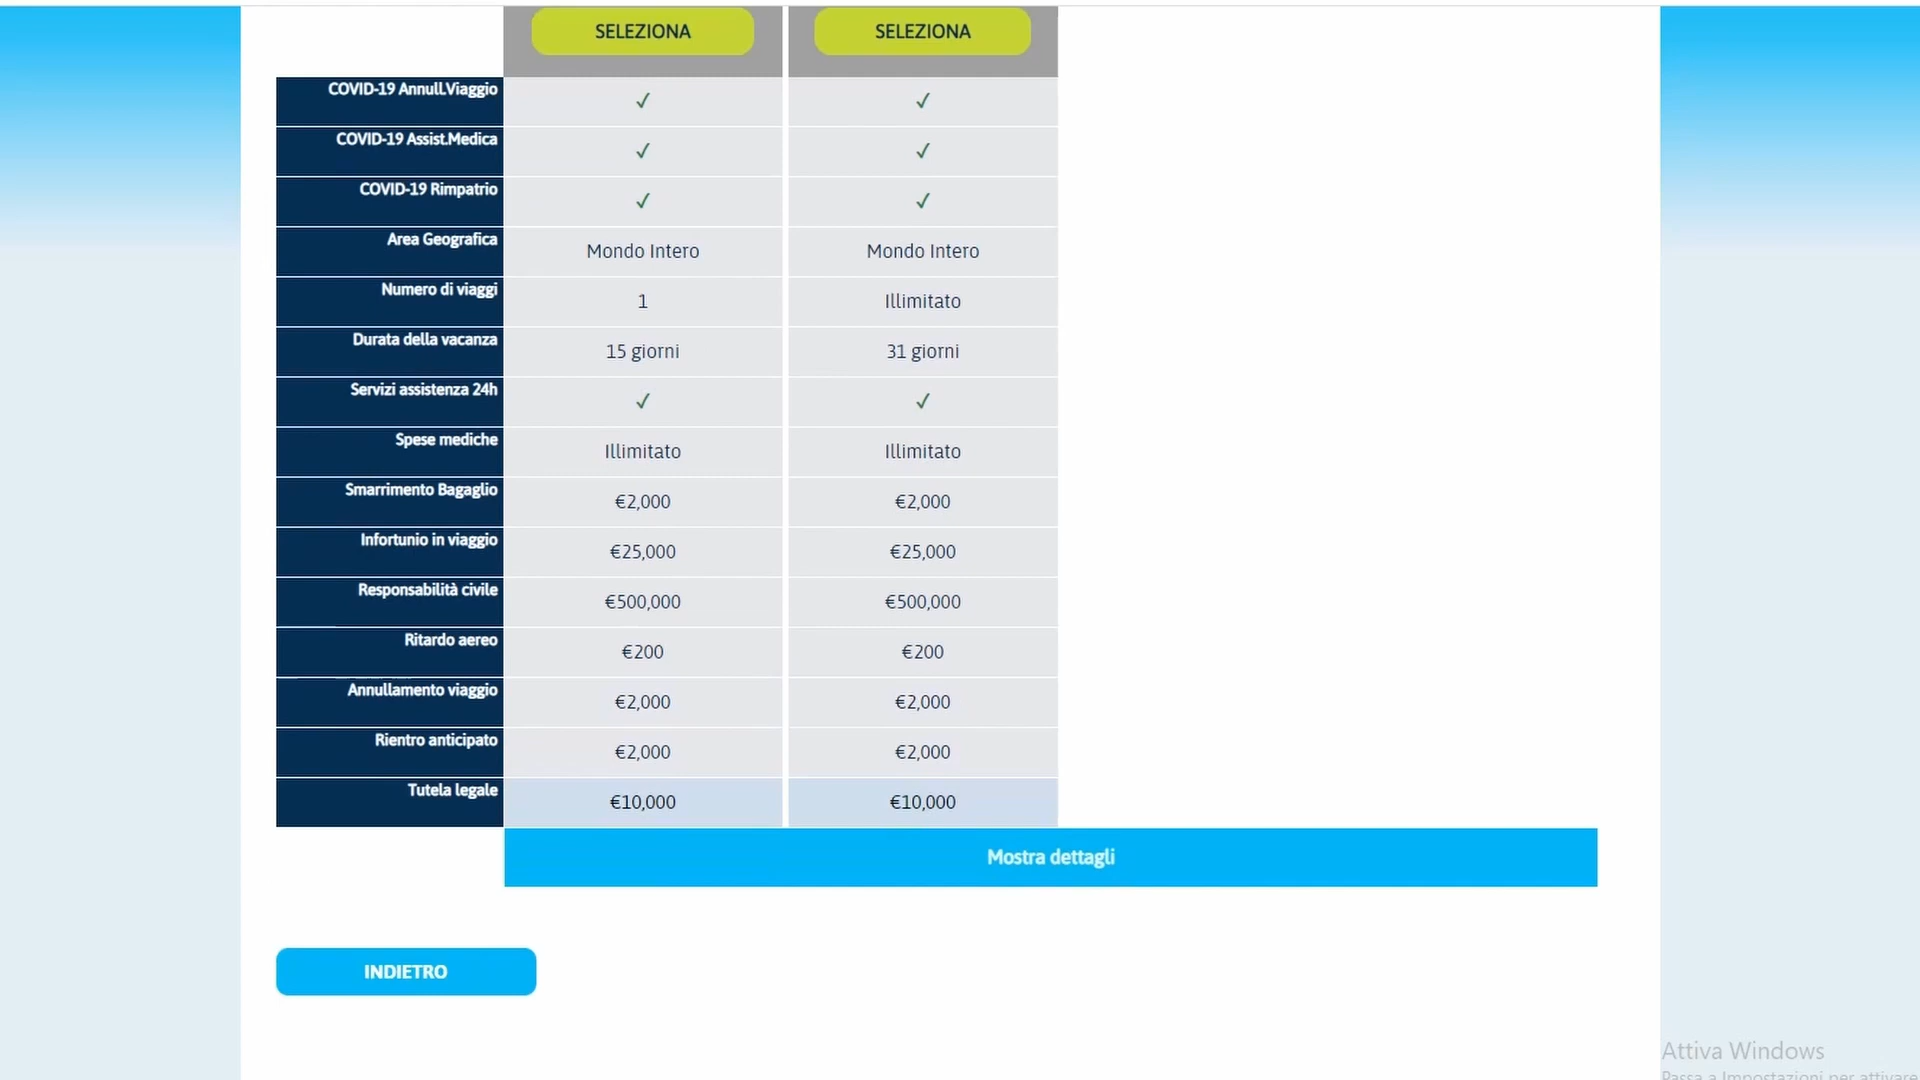 SELEZIONA SELEZIONA
COVID-19 Annull.Viaggio ✓ ✓
COVID-19 Assist.Medica ✓ ✓
COVID-19 Rimpatrio ✓ ✓
Area Geografica Mondo Intero Mondo Intero
Numero di viaggi 1 Illimitato
Durata della vacanza 15 giorni 31 giorni
Servizi assistenza 24h ✓ ✓
Spese mediche Illimitato Illimitato
Smarrimento Bagaglio €2,000 €2,000
Infortunio in viaggio €25,000 €25,000
Responsabilità civile €500,000 €500,000
Ritardo aereo €200 €200
Annullamento viaggio €2,000 €2,000
Rientro anticipato €2,000 €2,000
Tutela legale €10,000 €10,000
Mostra dettagli
INDIETRO
Attiva Windows
Passa a Impostazioni per attivare